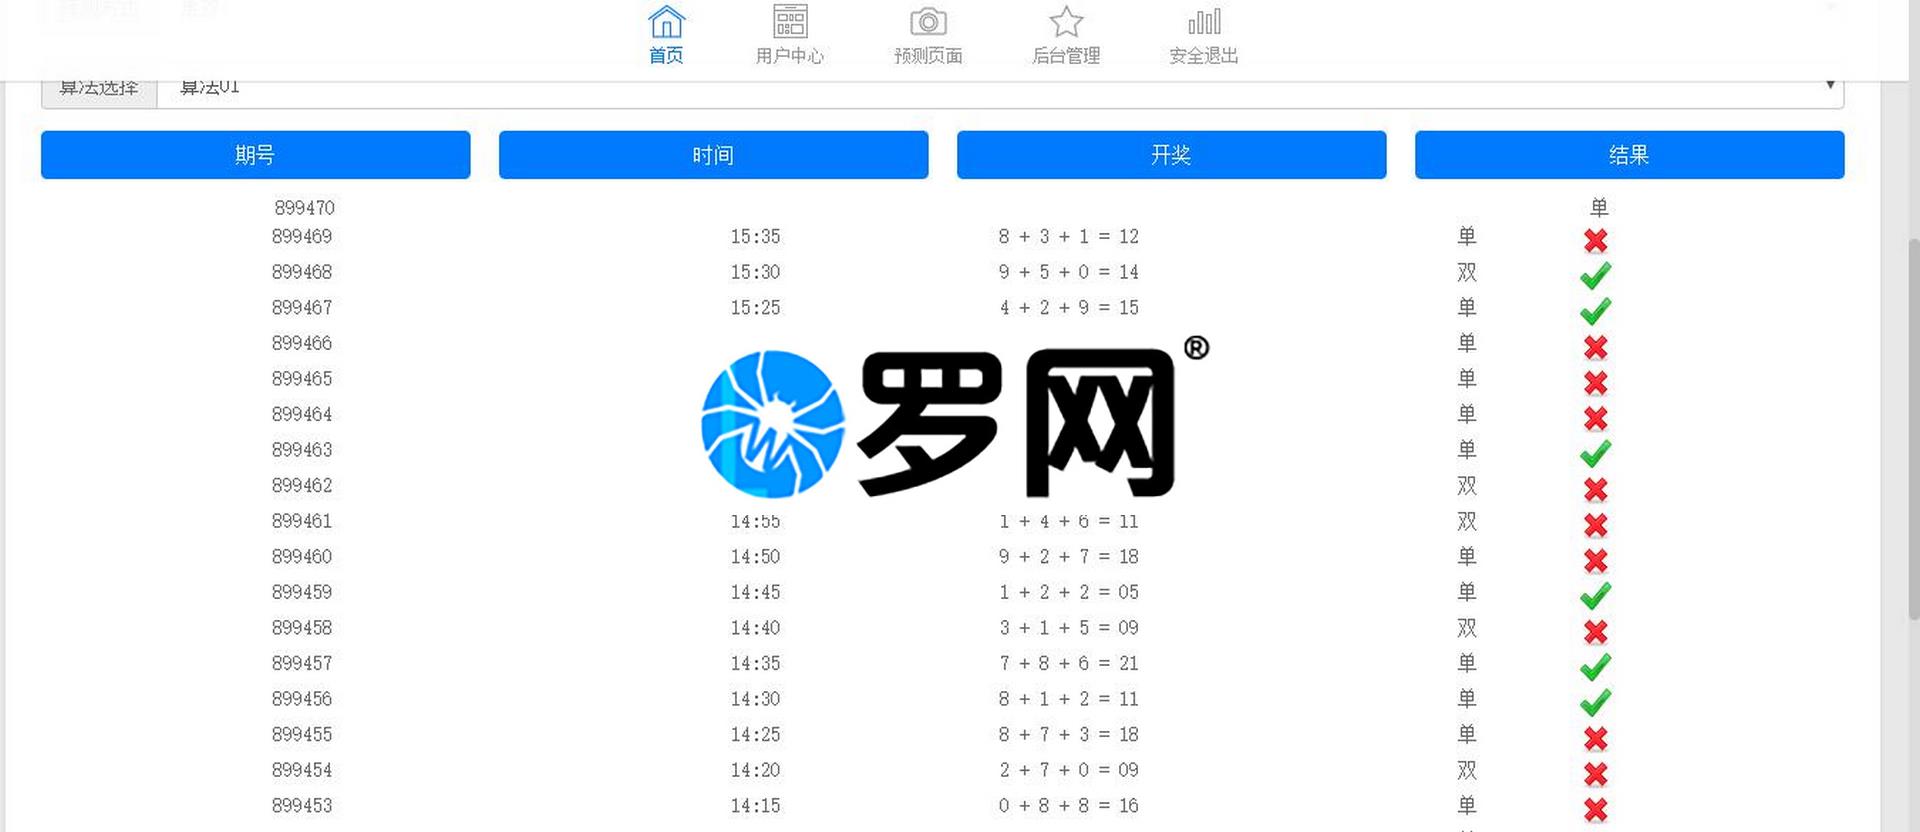 首页 用户中心 预测页面 后台管理 安全退出
算法选择 算法01
期号 时间 开奖 结果
899470 单
899469 15:35 8 + 3 + 1 = 12 单
899468 15:30 9 + 5 + 0 = 14 双
899467 15:25 4 + 2 + 9 = 15 单
899466 单
899465 单
899464 单
899463 单
899462 双
罗网®
899461 14:55 1 + 4 + 6 = 11 双
899460 14:50 9 + 2 + 7 = 18 单
899459 14:45 1 + 2 + 2 = 05 单
899458 14:40 3 + 1 + 5 = 09 双
899457 14:35 7 + 8 + 6 = 21 单
899456 14:30 8 + 1 + 2 = 11 单
899455 14:25 8 + 7 + 3 = 18 单
899454 14:20 2 + 7 + 0 = 09 双
899453 14:15 0 + 8 + 8 = 16 单